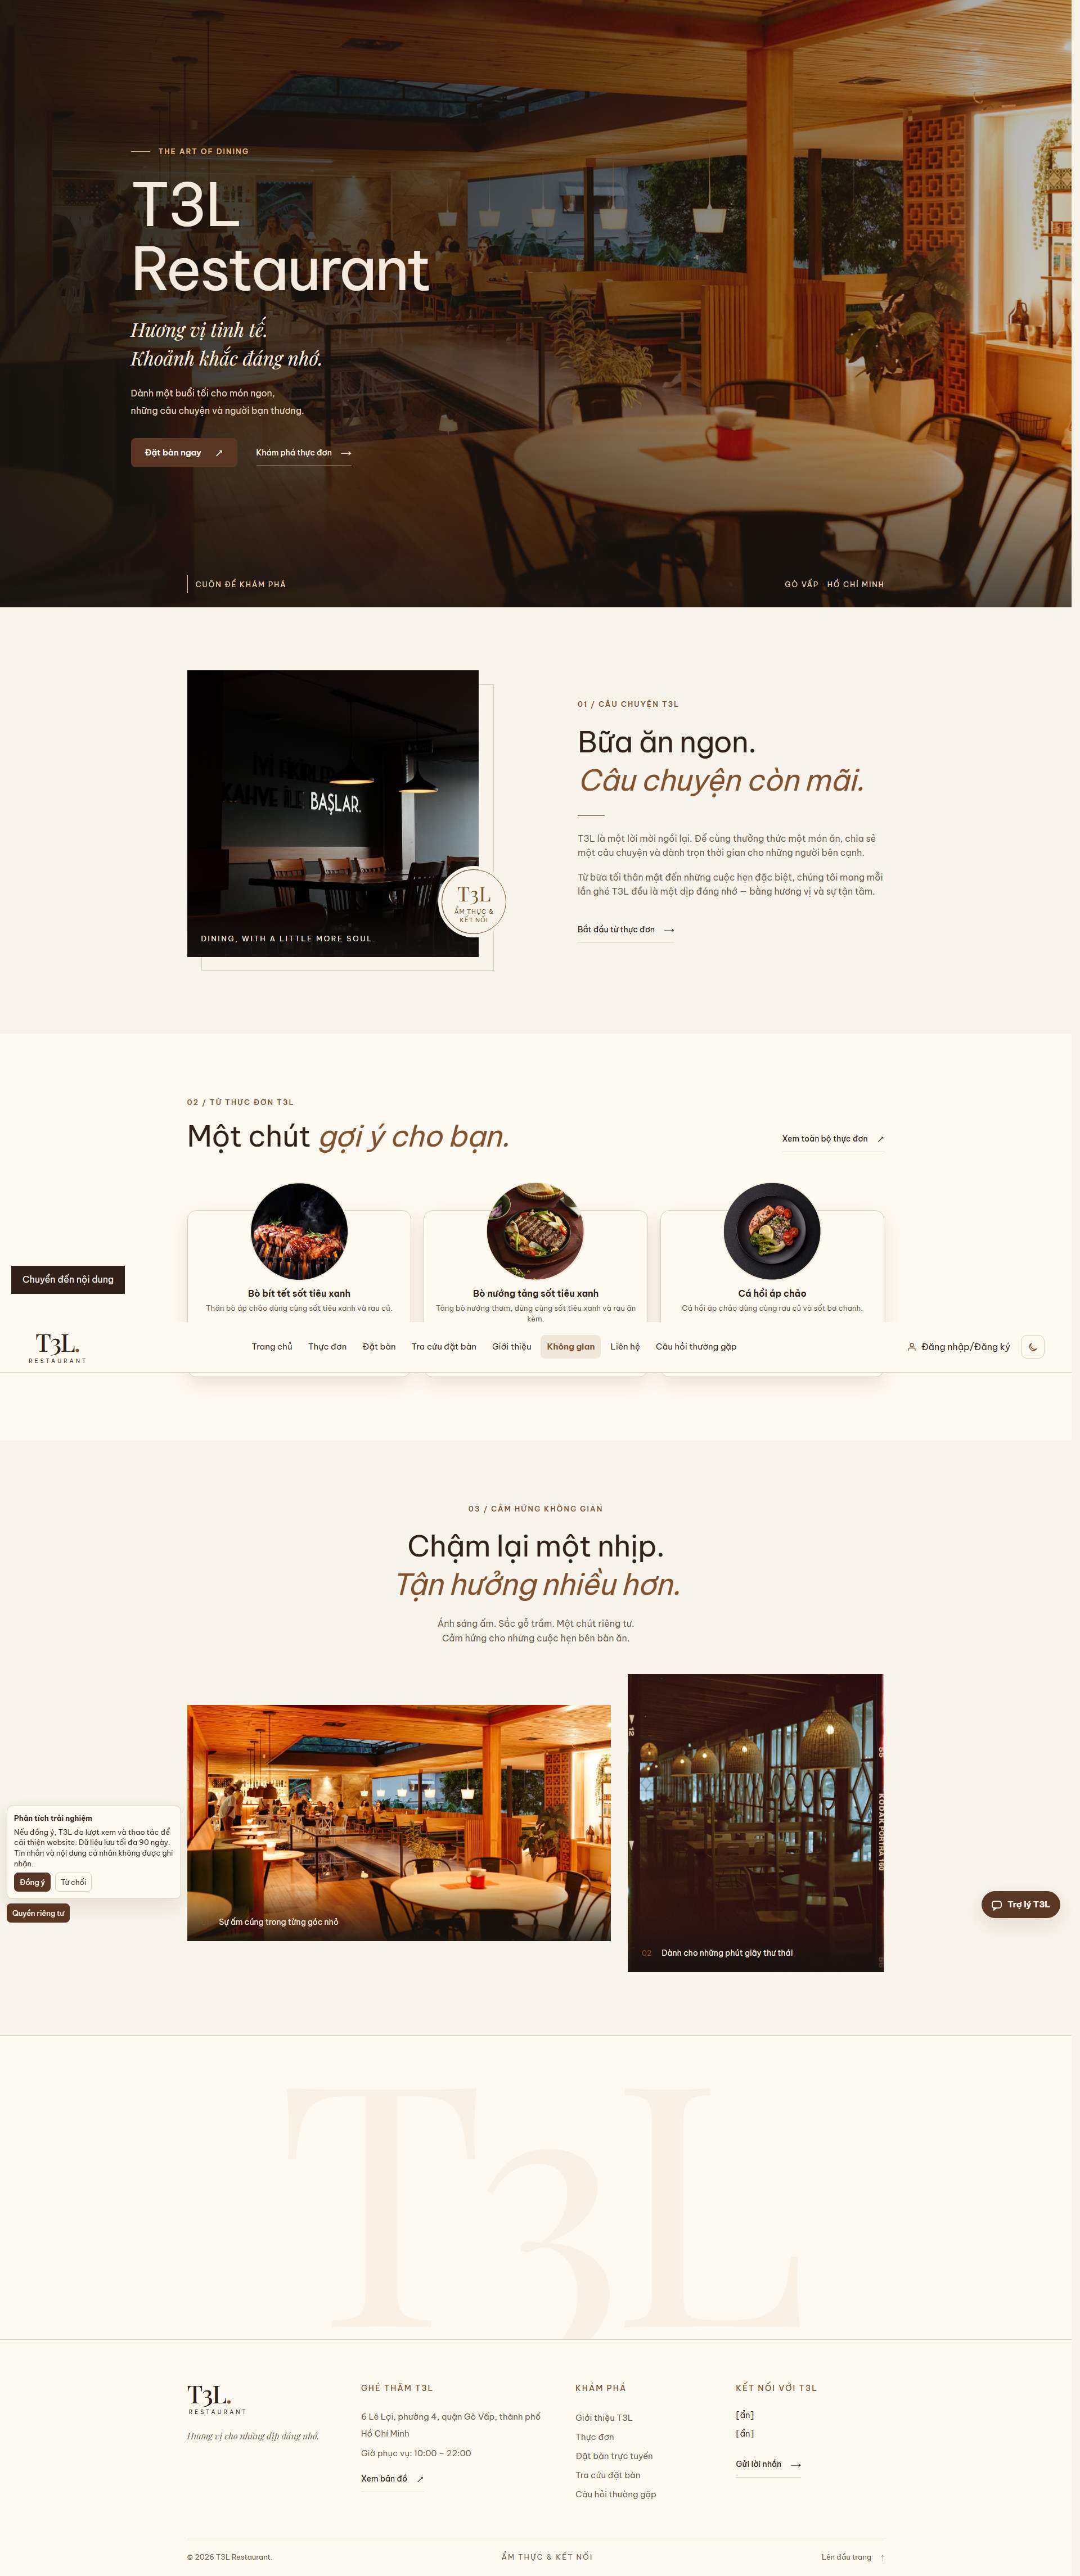 THE ART OF DINING
T3L
Restaurant
Hương vị tinh tế.
Khoảnh khắc đáng nhớ.
Dành một buổi tối cho món ngon,
những câu chuyện và người bạn thương.
Đặt bàn ngay ↗
Khám phá thực đơn →
CUỘN ĐỂ KHÁM PHÁ
GÒ VẤP · HỒ CHÍ MINH
BAŞLAR.
DINING, WITH A LITTLE MORE SOUL.
T3L
ẨM THỰC &
KẾT NỐI
01 / CÂU CHUYỆN T3L
Bữa ăn ngon.
Câu chuyện còn mãi.
T3L là một lời mời ngồi lại. Để cùng thưởng thức một món ăn, chia sẻ
một câu chuyện và dành trọn thời gian cho những người bên cạnh.
Từ bữa tối thân mật đến những cuộc hẹn đặc biệt, chúng tôi mong mỗi
lần ghé T3L đều là một dịp đáng nhớ — bằng hương vị và sự tận tâm.
Bắt đầu từ thực đơn →
02 / TỪ THỰC ĐƠN T3L
Một chút gợi ý cho bạn.
Xem toàn bộ thực đơn ↗
Bò bít tết sốt tiêu xanh
Thăn bò áp chảo dùng cùng sốt tiêu xanh và rau củ.
Bò nướng tảng sốt tiêu xanh
Tảng bò nướng thơm, dùng cùng sốt tiêu xanh và rau ăn
kèm.
Cá hồi áp chảo
Cá hồi áp chảo dùng cùng rau củ và sốt bơ chanh.
Chuyển đến nội dung
T3L.
RESTAURANT
Trang chủ
Thực đơn
Đặt bàn
Tra cứu đặt bàn
Giới thiệu
Không gian
Liên hệ
Câu hỏi thường gặp
Đăng nhập/Đăng ký
03 / CẢM HỨNG KHÔNG GIAN
Chậm lại một nhịp.
Tận hưởng nhiều hơn.
Ánh sáng ấm. Sắc gỗ trầm. Một chút riêng tư.
Cảm hứng cho những cuộc hẹn bên bàn ăn.
Sự ấm cúng trong từng góc nhỏ
12
KODAK PORTRA 160
02 Dành cho những phút giây thư thái
Phân tích trải nghiệm
Nếu đồng ý, T3L đo lượt xem và thao tác để
cải thiện website. Dữ liệu lưu tối đa 90 ngày.
Tin nhắn và nội dung cá nhân không được ghi
nhận.
Đồng ý
Từ chối
Quyền riêng tư
Trợ lý T3L
T3L
T3L.
RESTAURANT
Hương vị cho những dịp đáng nhớ.
GHÉ THĂM T3L
6 Lê Lợi, phường 4, quận Gò Vấp, thành phố
Hồ Chí Minh
Giờ phục vụ: 10:00 – 22:00
Xem bản đồ ↗
KHÁM PHÁ
Giới thiệu T3L
Thực đơn
Đặt bàn trực tuyến
Tra cứu đặt bàn
Câu hỏi thường gặp
KẾT NỐI VỚI T3L
[ẩn]
[ẩn]
Gửi lời nhắn →
© 2026 T3L Restaurant.
ẨM THỰC & KẾT NỐI
Lên đầu trang ↑